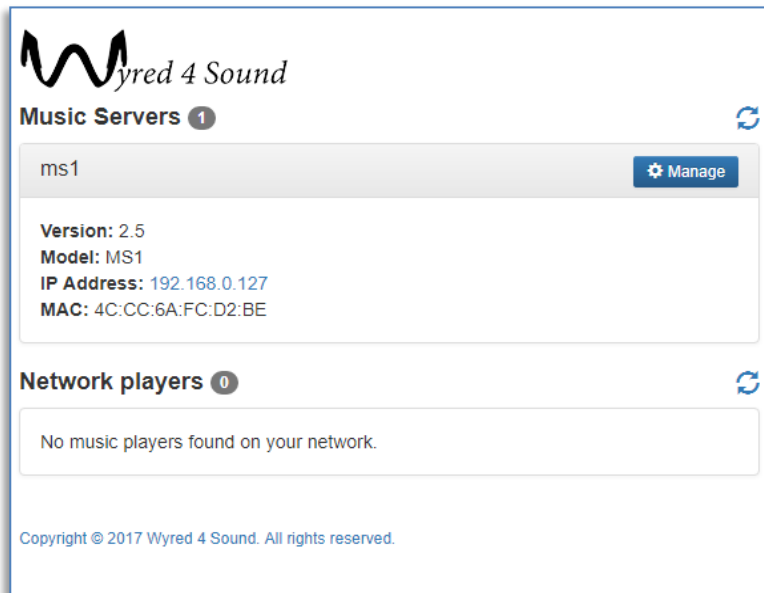 Wyred 4 Sound
Music Servers 1
ms1
Manage
Version: 2.5
Model: MS1
IP Address: 192.168.0.127
MAC: 4C:CC:6A:FC:D2:BE
Network players 0
No music players found on your network.
Copyright © 2017 Wyred 4 Sound. All rights reserved.